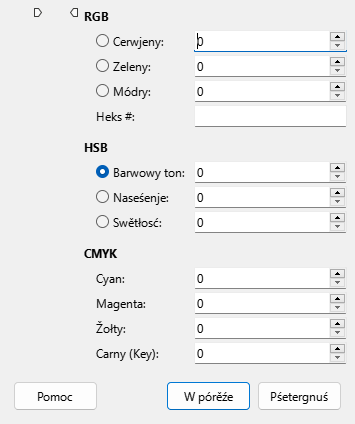 RGB
Cerwjeny: 0
Zeleny: 0
Módry: 0
Heks #:
HSB
Barwowy ton: 0
Naseśenje: 0
Swětłosć: 0
CMYK
Cyan: 0
Magenta: 0
Žołty: 0
Carny (Key): 0
Pomoc W pórěźe Pśetergnuś